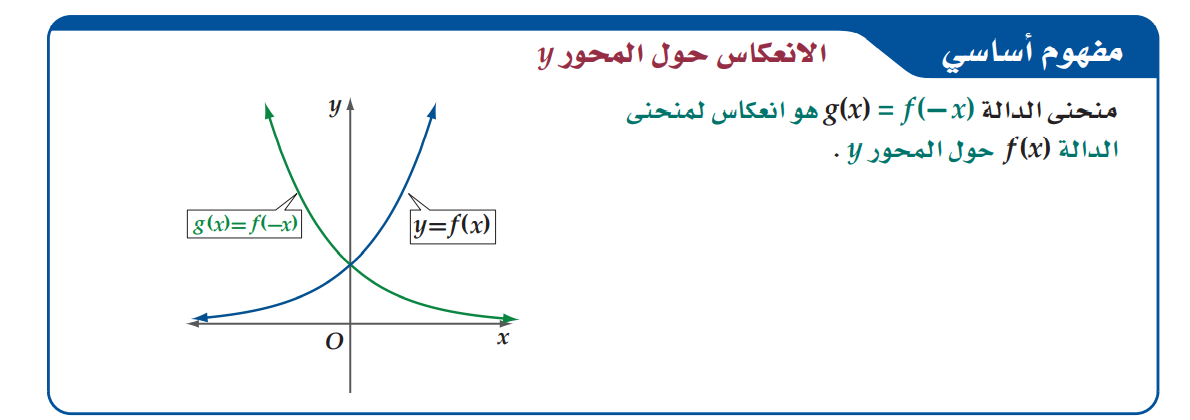 مفهوم أساسي
الانعكاس حول المحور y
منحنى الدالة g(x) = f(−x) هو انعكاس لمنحنى
الدالة f(x) حول المحور y .
y
g(x)=f(−x)
y=f(x)
O
x